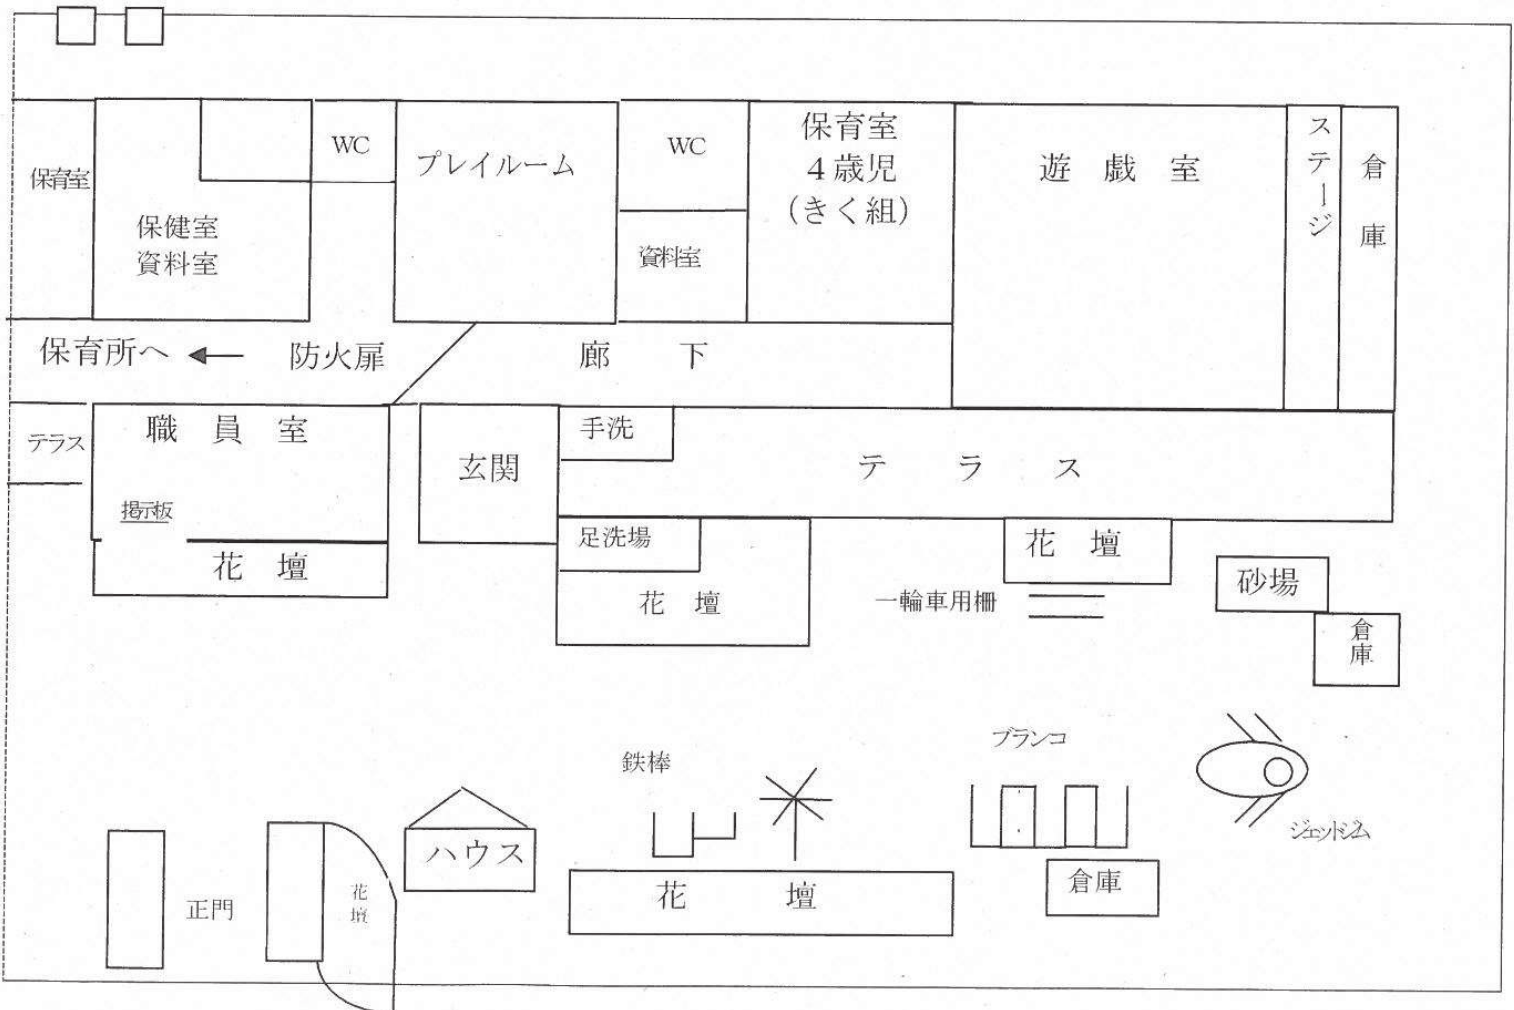 保育室
保健室
資料室
WC
プレイルーム
WC
資料室
保育室
4歳児
(きく組)
遊戯室
ステージ
倉庫
保育所へ
防火扉
廊下
テラス
職員室
掲示板
花壇
玄関
手洗
テラス
足洗場
花壇
花壇
一輪車用柵
砂場
倉庫
鉄棒
ブランコ
ジェットジム
正門
花壇
ハウス
花壇
倉庫